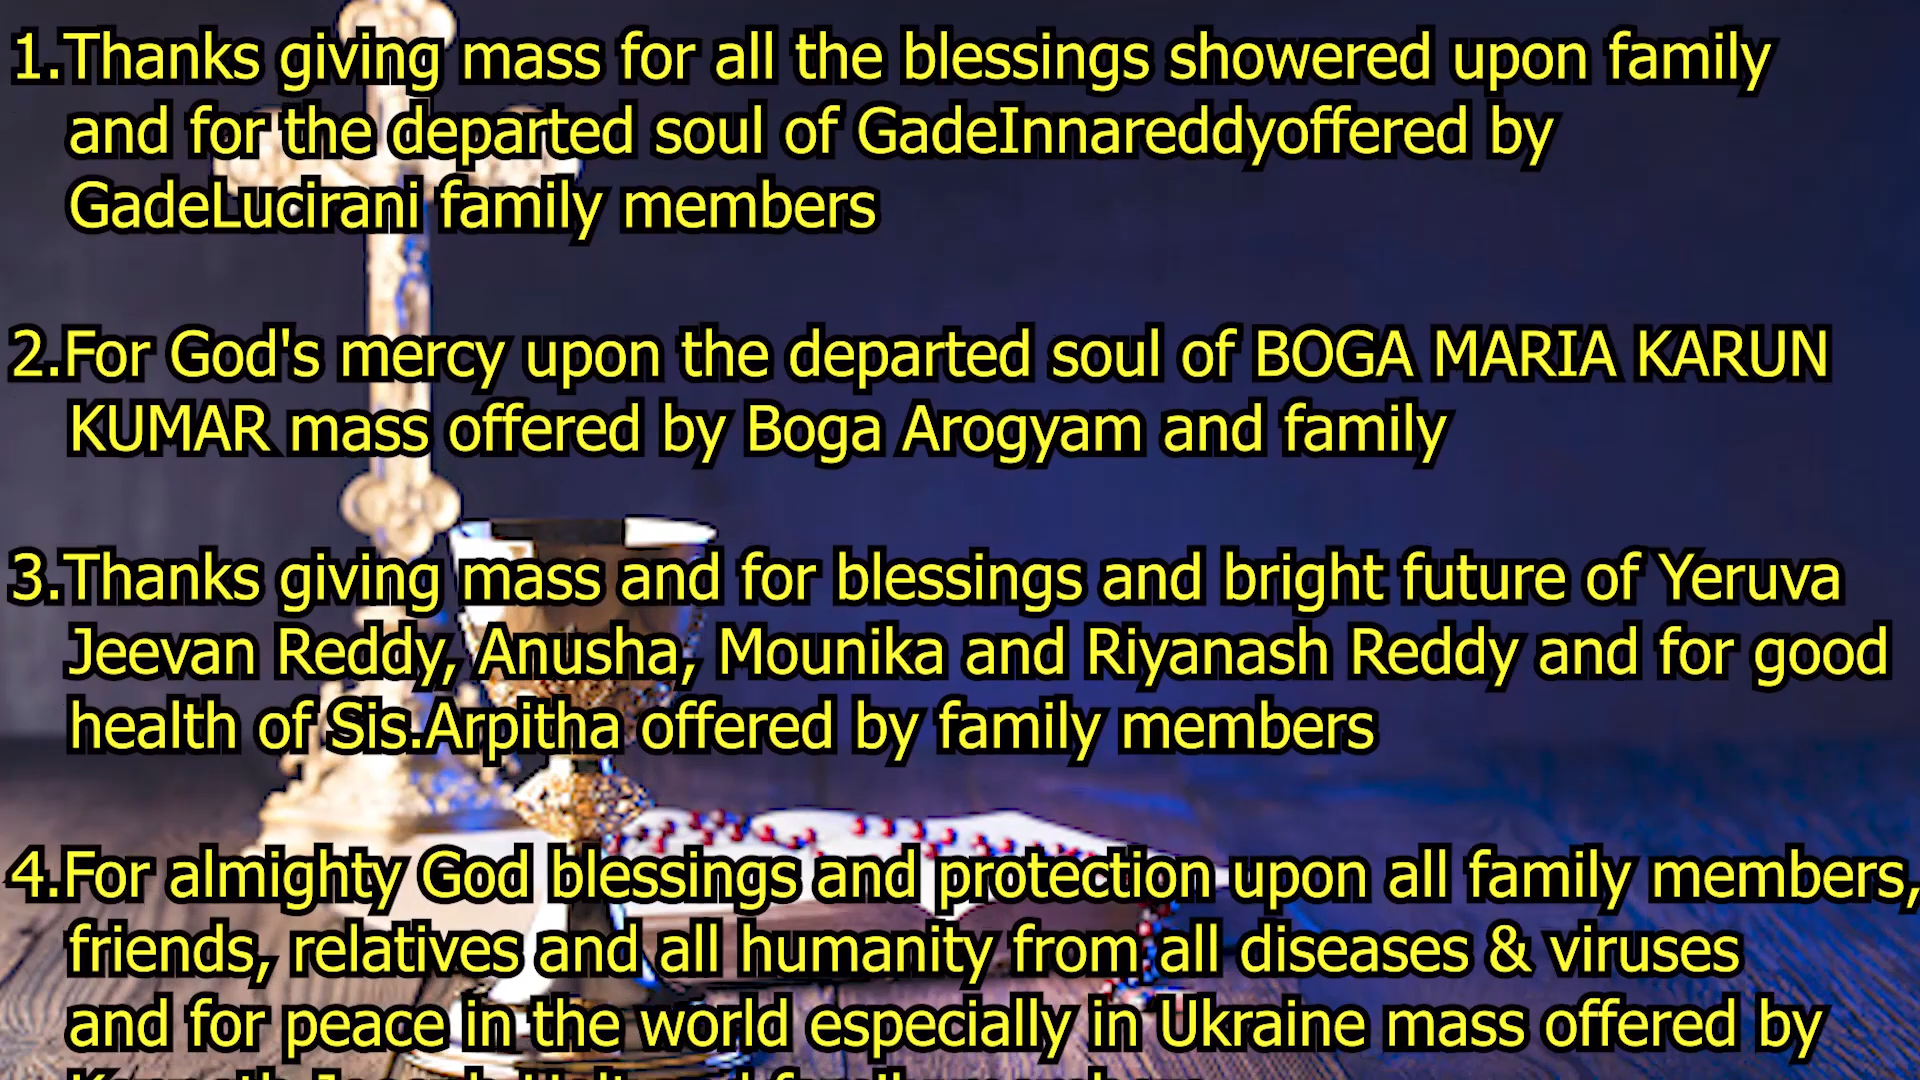 1.Thanks giving mass for all the blessings showered upon family
and for the departed soul of GadeInnareddyoffered by
GadeLucirani family members
2.For God's mercy upon the departed soul of BOGA MARIA KARUN
KUMAR mass offered by Boga Arogyam and family
3.Thanks giving mass and for blessings and bright future of Yeruva
Jeevan Reddy, Anusha, Mounika and Riyanash Reddy and for good
health of Sis.Arpitha offered by family members
4.For almighty God blessings and protection upon all family members,
friends, relatives and all humanity from all diseases & viruses
and for peace in the world especially in Ukraine mass offered by